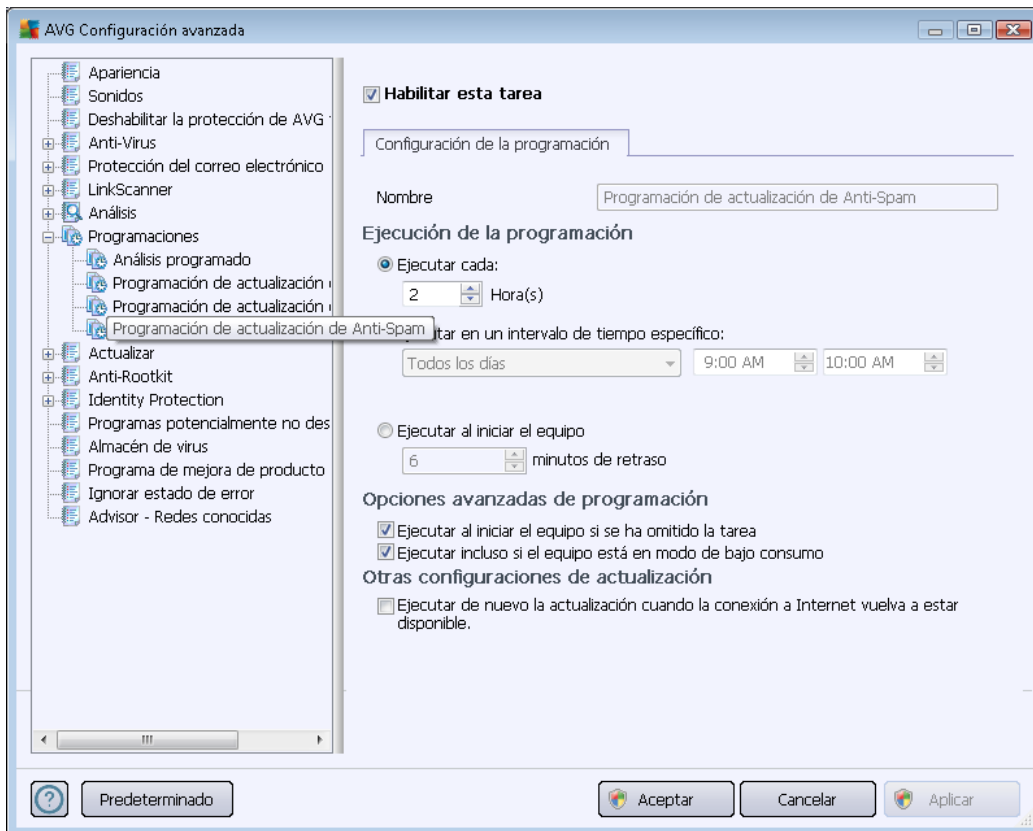 AVG Configuración avanzada
Apariencia
Sonidos
Deshabilitar la protección de AVG
Anti-Virus
Protección del correo electrónico
LinkScanner
Análisis
Programaciones
Análisis programado
Programación de actualización
Programación de actualización
Programación de actualización de Anti-Spam
Actualizar
Anti-Rootkit
Identity Protection
Programas potencialmente no des
Almacén de virus
Programa de mejora de producto
Ignorar estado de error
Advisor - Redes conocidas
Habilitar esta tarea
Configuración de la programación
Nombre
Programación de actualización de Anti-Spam
Ejecución de la programación
Ejecutar cada:
2 Hora(s)
utar en un intervalo de tiempo específico:
Todos los días 9:00 AM 10:00 AM
Ejecutar al iniciar el equipo
6 minutos de retraso
Opciones avanzadas de programación
Ejecutar al iniciar el equipo si se ha omitido la tarea
Ejecutar incluso si el equipo está en modo de bajo consumo
Otras configuraciones de actualización
Ejecutar de nuevo la actualización cuando la conexión a Internet vuelva a estar
disponible.
? Predeterminado Aceptar Cancelar Aplicar